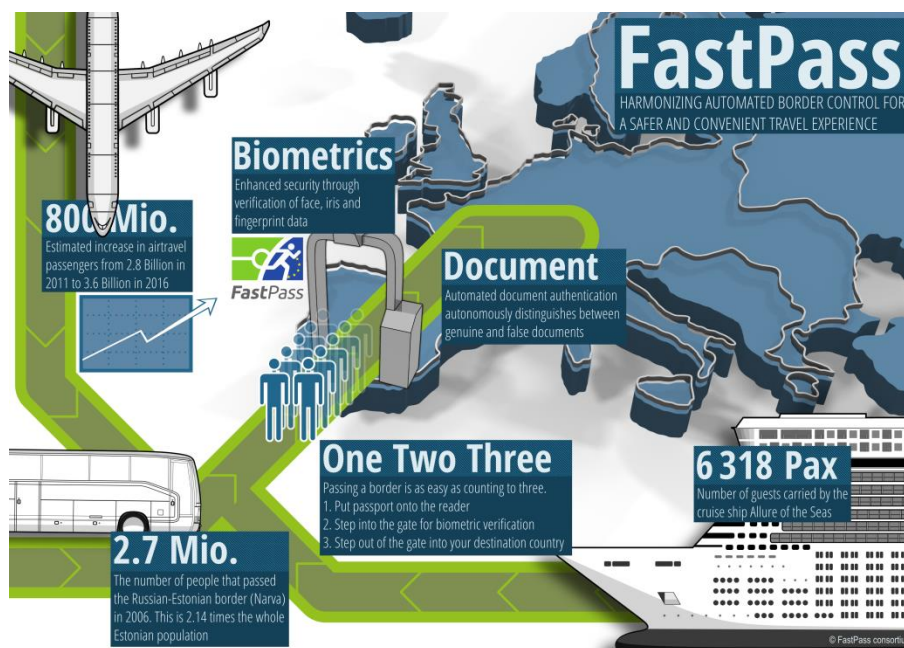 FastPass
HARMONIZING AUTOMATED BORDER CONTROL FOR
A SAFER AND CONVENIENT TRAVEL EXPERIENCE
Biometrics
Enhanced security through
verification of face, iris and
fingerprint data
800 Mio.
Estimated increase in airtravel
passengers from 2.8 Billion in
2011 to 3.6 Billion in 2016
FastPass
Document
Automated document authentication
autonomously distinguishes between
genuine and false documents
One Two Three
Passing a border is as easy as counting to three.
1. Put passport onto the reader
2. Step into the gate for biometric verification
3. Step out of the gate into your destination country
6 318 Pax
Number of guests carried by the
cruise ship Allure of the Seas
2.7 Mio.
The number of people that passed
the Russian-Estonian border (Narva)
in 2006. This is 2.14 times the whole
Estonian population
© FastPass consortiu